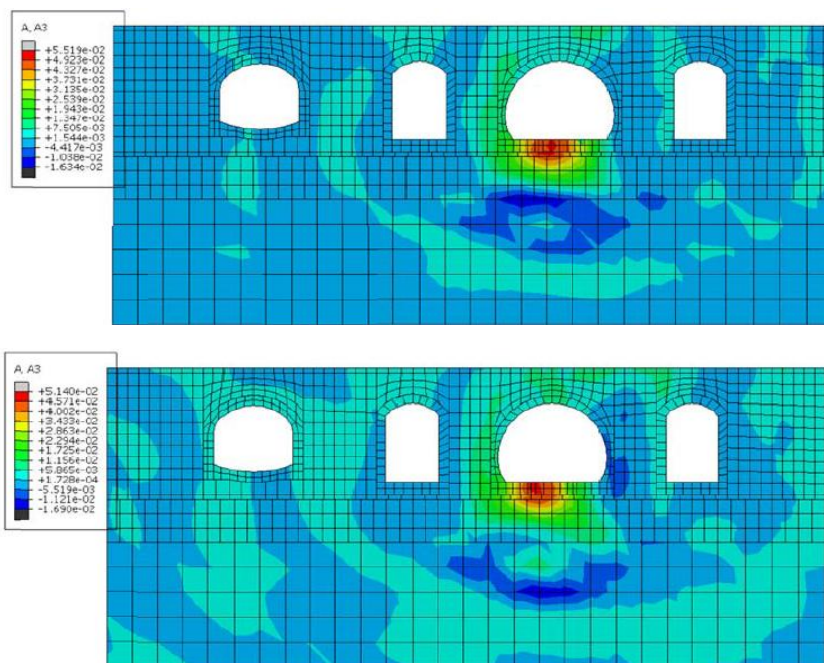 A, A3
+5.519e-02
+4.923e-02
+4.327e-02
+3.731e-02
+3.135e-02
+2.539e-02
+1.943e-02
+1.347e-02
+7.505e-03
+1.544e-03
-4.417e-03
-1.038e-02
-1.634e-02
A, A3
+5.140e-02
+4.571e-02
+4.002e-02
+3.433e-02
+2.863e-02
+2.294e-02
+1.725e-02
+1.156e-02
+5.865e-03
+1.728e-04
-5.519e-03
-1.121e-02
-1.690e-02